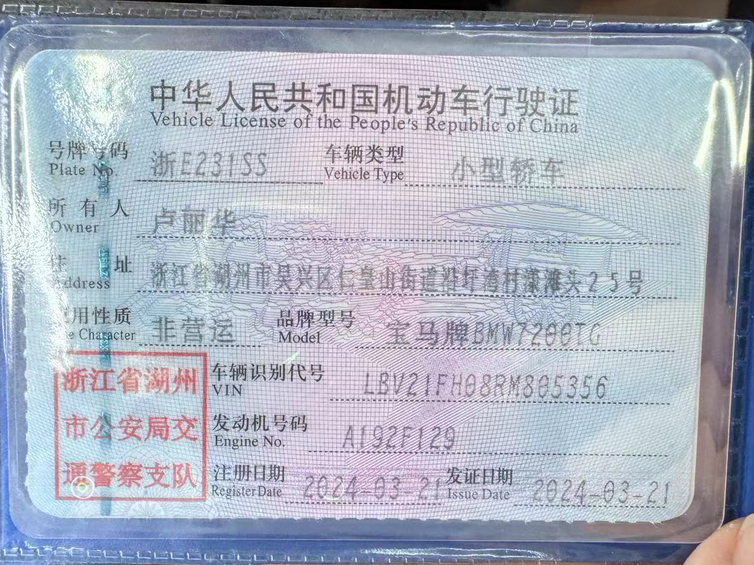 中华人民共和国机动车行驶证
Vehicle License of the People's Republic of China
号牌号码 浙E231SS 车辆类型 小型轿车
Plate No. Vehicle Type
所有人 卢丽华
Owner
住址 浙江省湖州市吴兴区仁皇山街道沿圩湾村漾滩头25号
Address
使用性质 非营运 品牌型号 宝马牌BMW7200TG
Use Character Model
浙江省湖州 车辆识别代号 LBV21FH08RM805356
VIN
市公安局交 发动机号码 A192F129
Engine No.
通警察支队 注册日期 2024-03-21 发证日期 2024-03-21
Register Date Issue Date